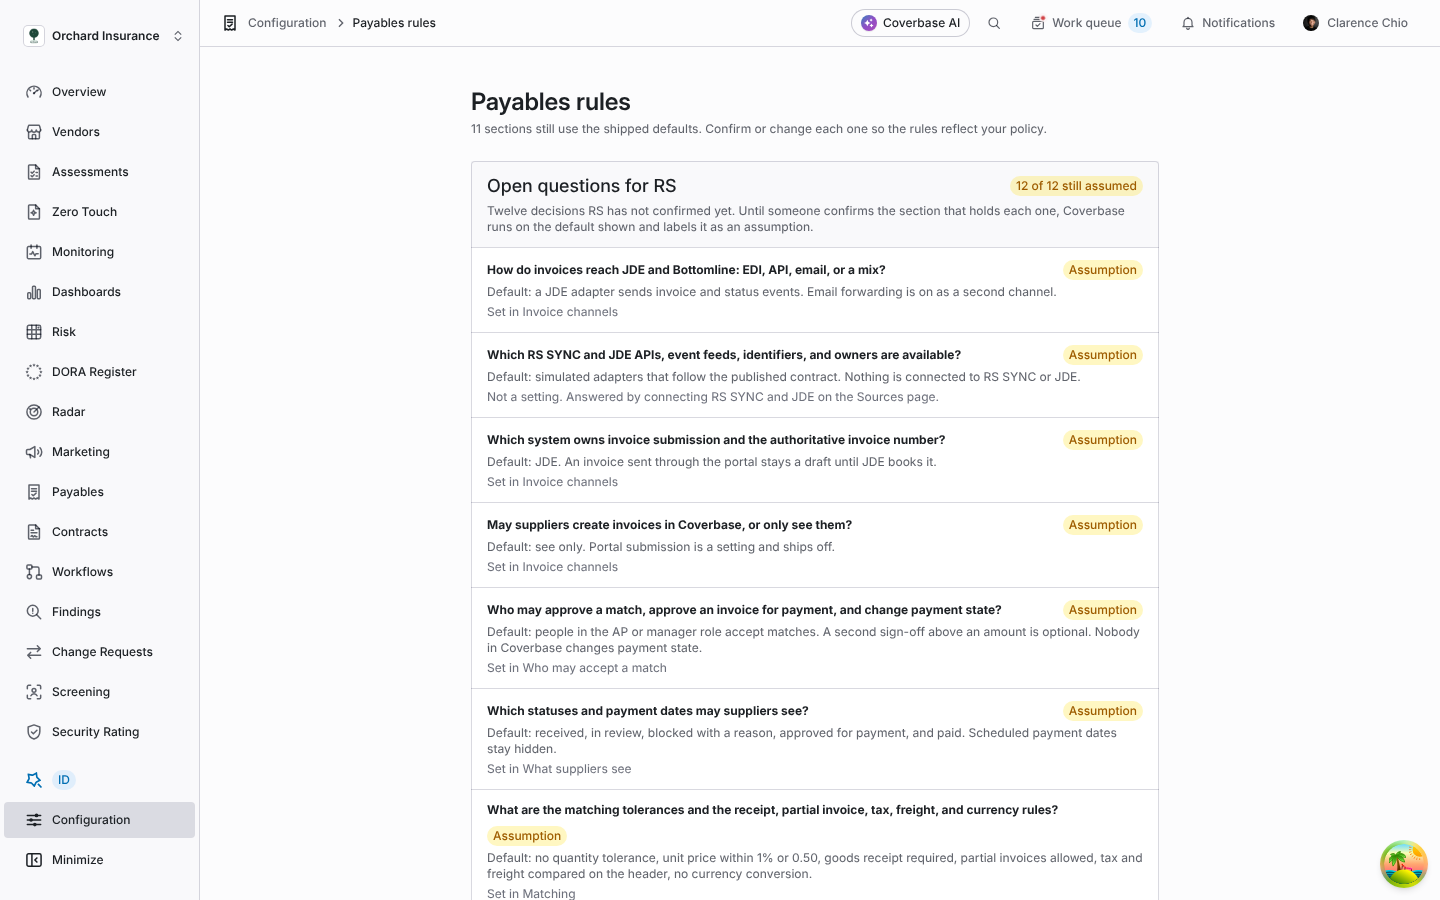 Orchard Insurance
Configuration
Payables rules
Coverbase AI
Work queue
10
Notifications
Clarence Chio
Overview
Vendors
Assessments
Zero Touch
Monitoring
Dashboards
Risk
DORA Register
Radar
Marketing
Payables
Contracts
Workflows
Findings
Change Requests
Screening
Security Rating
ID
Configuration
Minimize
Payables rules
11 sections still use the shipped defaults. Confirm or change each one so the rules reflect your policy.
Open questions for RS
12 of 12 still assumed
Twelve decisions RS has not confirmed yet. Until someone confirms the section that holds each one, Coverbase
runs on the default shown and labels it as an assumption.
How do invoices reach JDE and Bottomline: EDI, API, email, or a mix?
Assumption
Default: a JDE adapter sends invoice and status events. Email forwarding is on as a second channel.
Set in Invoice channels
Which RS SYNC and JDE APIs, event feeds, identifiers, and owners are available?
Assumption
Default: simulated adapters that follow the published contract. Nothing is connected to RS SYNC or JDE.
Not a setting. Answered by connecting RS SYNC and JDE on the Sources page.
Which system owns invoice submission and the authoritative invoice number?
Assumption
Default: JDE. An invoice sent through the portal stays a draft until JDE books it.
Set in Invoice channels
May suppliers create invoices in Coverbase, or only see them?
Assumption
Default: see only. Portal submission is a setting and ships off.
Set in Invoice channels
Who may approve a match, approve an invoice for payment, and change payment state?
Assumption
Default: people in the AP or manager role accept matches. A second sign-off above an amount is optional. Nobody
in Coverbase changes payment state.
Set in Who may accept a match
Which statuses and payment dates may suppliers see?
Assumption
Default: received, in review, blocked with a reason, approved for payment, and paid. Scheduled payment dates
stay hidden.
Set in What suppliers see
What are the matching tolerances and the receipt, partial invoice, tax, freight, and currency rules?
Assumption
Default: no quantity tolerance, unit price within 1% or 0.50, goods receipt required, partial invoices allowed, tax and
freight compared on the header, no currency conversion.
Set in Matching